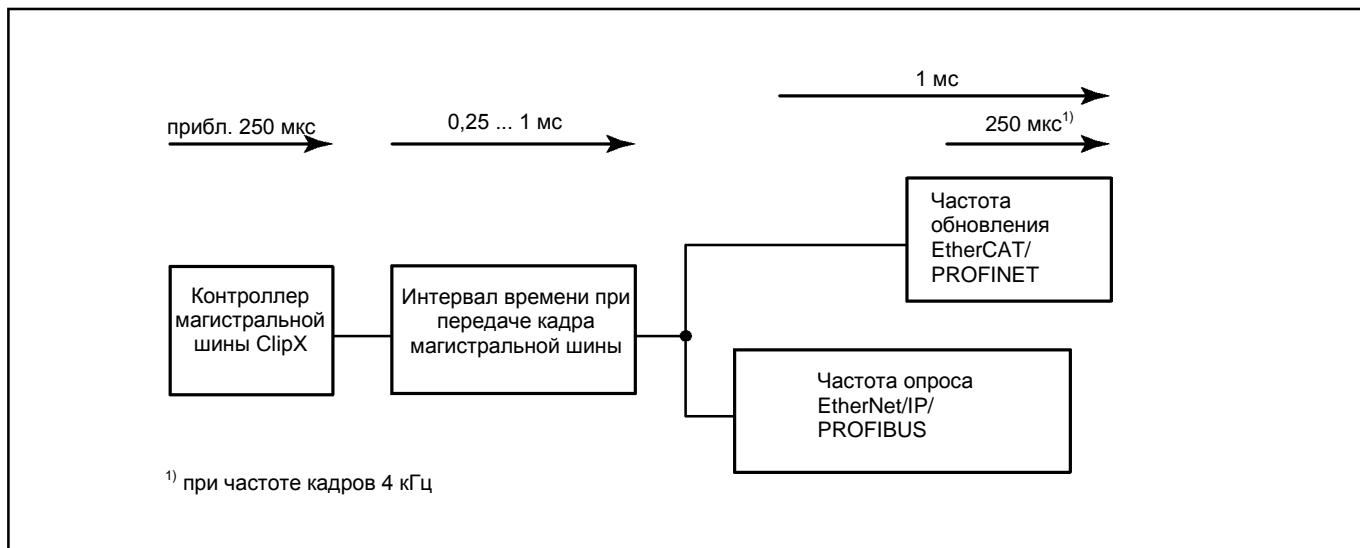 1 мс
прибл. 250 мкс
0,25 ... 1 мс
250 мкс1)
Частота
обновления
EtherCAT/
PROFINET
Контроллер
магистральной
шины ClipX
Интервал времени при
передаче кадра
магистральной шины
Частота опроса
EtherNet/IP/
PROFIBUS
1) при частоте кадров 4 кГц